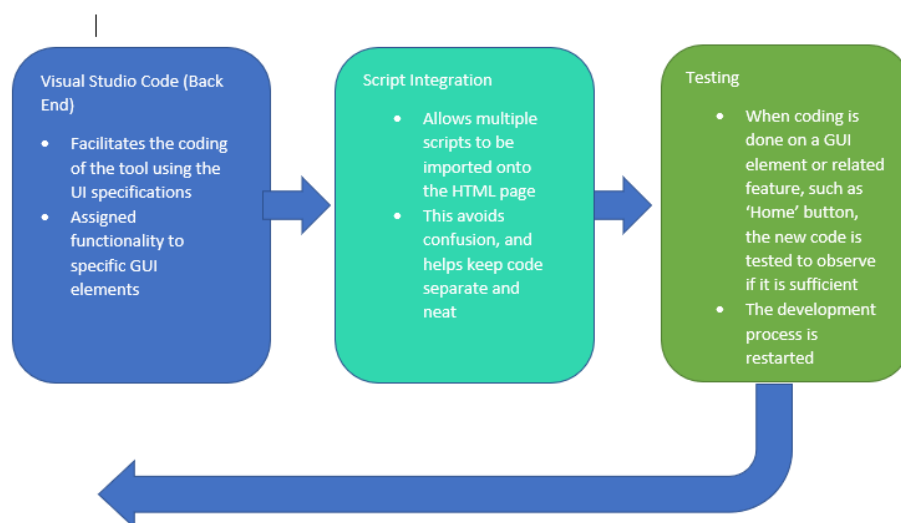 Visual Studio Code (Back
End)
• Facilitates the coding
of the tool using the
UI specifications
• Assigned
functionality to
specific GUI
elements
Script Integration
• Allows multiple
scripts to be
imported onto
the HTML page
• This avoids
confusion, and
helps keep code
separate and
neat
Testing
• When coding is
done on a GUI
element or related
feature, such as
‘Home’ button,
the new code is
tested to observe
if it is sufficient
• The development
process is
restarted